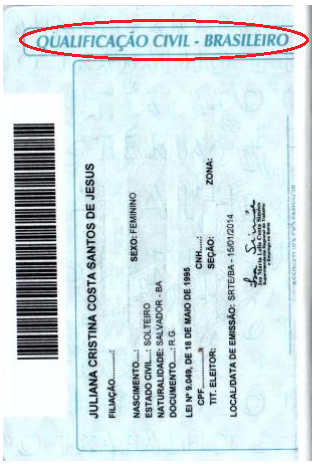 QUALIFICAÇÃO CIVIL - BRASILEIRO
JULIANA CRISTINA COSTA SANTOS DE JESUS
FILIAÇÃO.....:
NASCIMENTO....: SEXO: FEMININO
ESTADO CIVIL...: SOLTEIRO
NATURALIDADE: SALVADOR - BA
DOCUMENTO....: R.G.
LEI Nº 9.049, DE 18 DE MAIO DE 1995
CPF............: CNH.....:
TIT. ELEITOR: SEÇÃO: ZONA:
LOCAL/DATA DE EMISSÃO: SRTE/BA - 15/01/2014